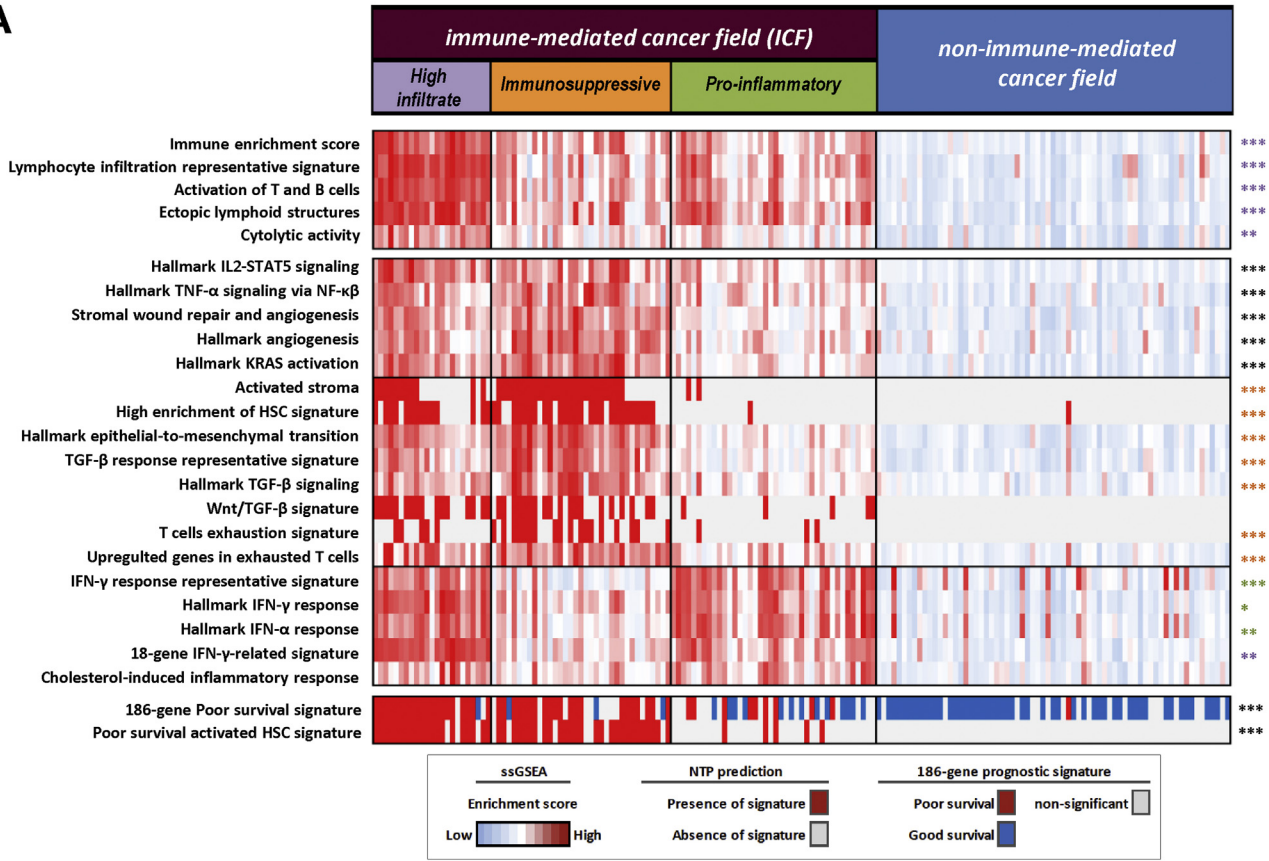 A
immune-mediated cancer field (ICF)
non-immune-mediated
cancer field
High
infiltrate
Immunosuppressive
Pro-inflammatory
Immune enrichment score ***
Lymphocyte infiltration representative signature ***
Activation of T and B cells ***
Ectopic lymphoid structures ***
Cytolytic activity **
Hallmark IL2-STAT5 signaling ***
Hallmark TNF-α signaling via NF-κβ ***
Stromal wound repair and angiogenesis ***
Hallmark angiogenesis ***
Hallmark KRAS activation ***
Activated stroma ***
High enrichment of HSC signature ***
Hallmark epithelial-to-mesenchymal transition ***
TGF-β response representative signature ***
Hallmark TGF-β signaling ***
Wnt/TGF-β signature
T cells exhaustion signature ***
Upregulted genes in exhausted T cells ***
IFN-γ response representative signature ***
Hallmark IFN-γ response *
Hallmark IFN-α response **
18-gene IFN-γ-related signature **
Cholesterol-induced inflammatory response
186-gene Poor survival signature ***
Poor survival activated HSC signature ***
ssGSEA
Enrichment score
Low High
NTP prediction
Presence of signature
Absence of signature
186-gene prognostic signature
Poor survival non-significant
Good survival